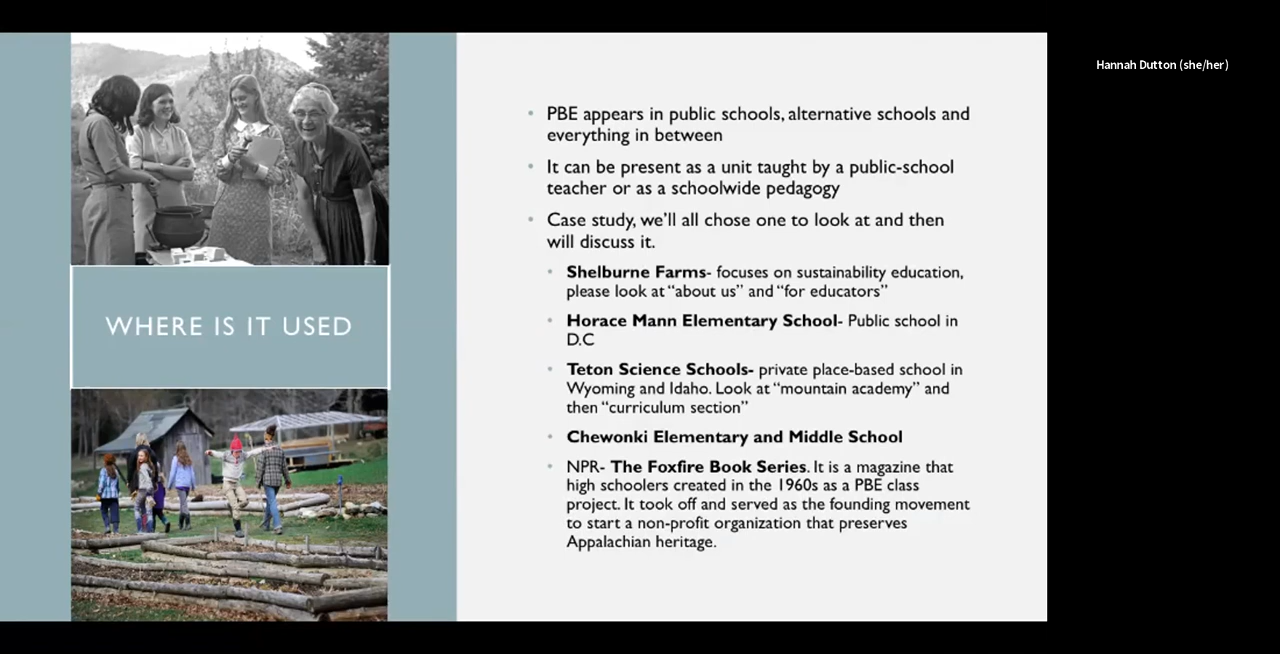 WHERE IS IT USED
PBE appears in public schools, alternative schools and
everything in between
It can be present as a unit taught by a public-school
teacher or as a schoolwide pedagogy
Case study, we'll all chose one to look at and then
will discuss it.
Shelburne Farms- focuses on sustainability education,
please look at “about us” and “for educators”
Horace Mann Elementary School- Public school in
D.C
Teton Science Schools- private place-based school in
Wyoming and Idaho. Look at “mountain academy” and
then “curriculum section”
Chewonki Elementary and Middle School
NPR- The Foxfire Book Series. It is a magazine that
high schoolers created in the 1960s as a PBE class
project. It took off and served as the founding movement
to start a non-profit organization that preserves
Appalachian heritage.
Hannah Dutton (she/her)